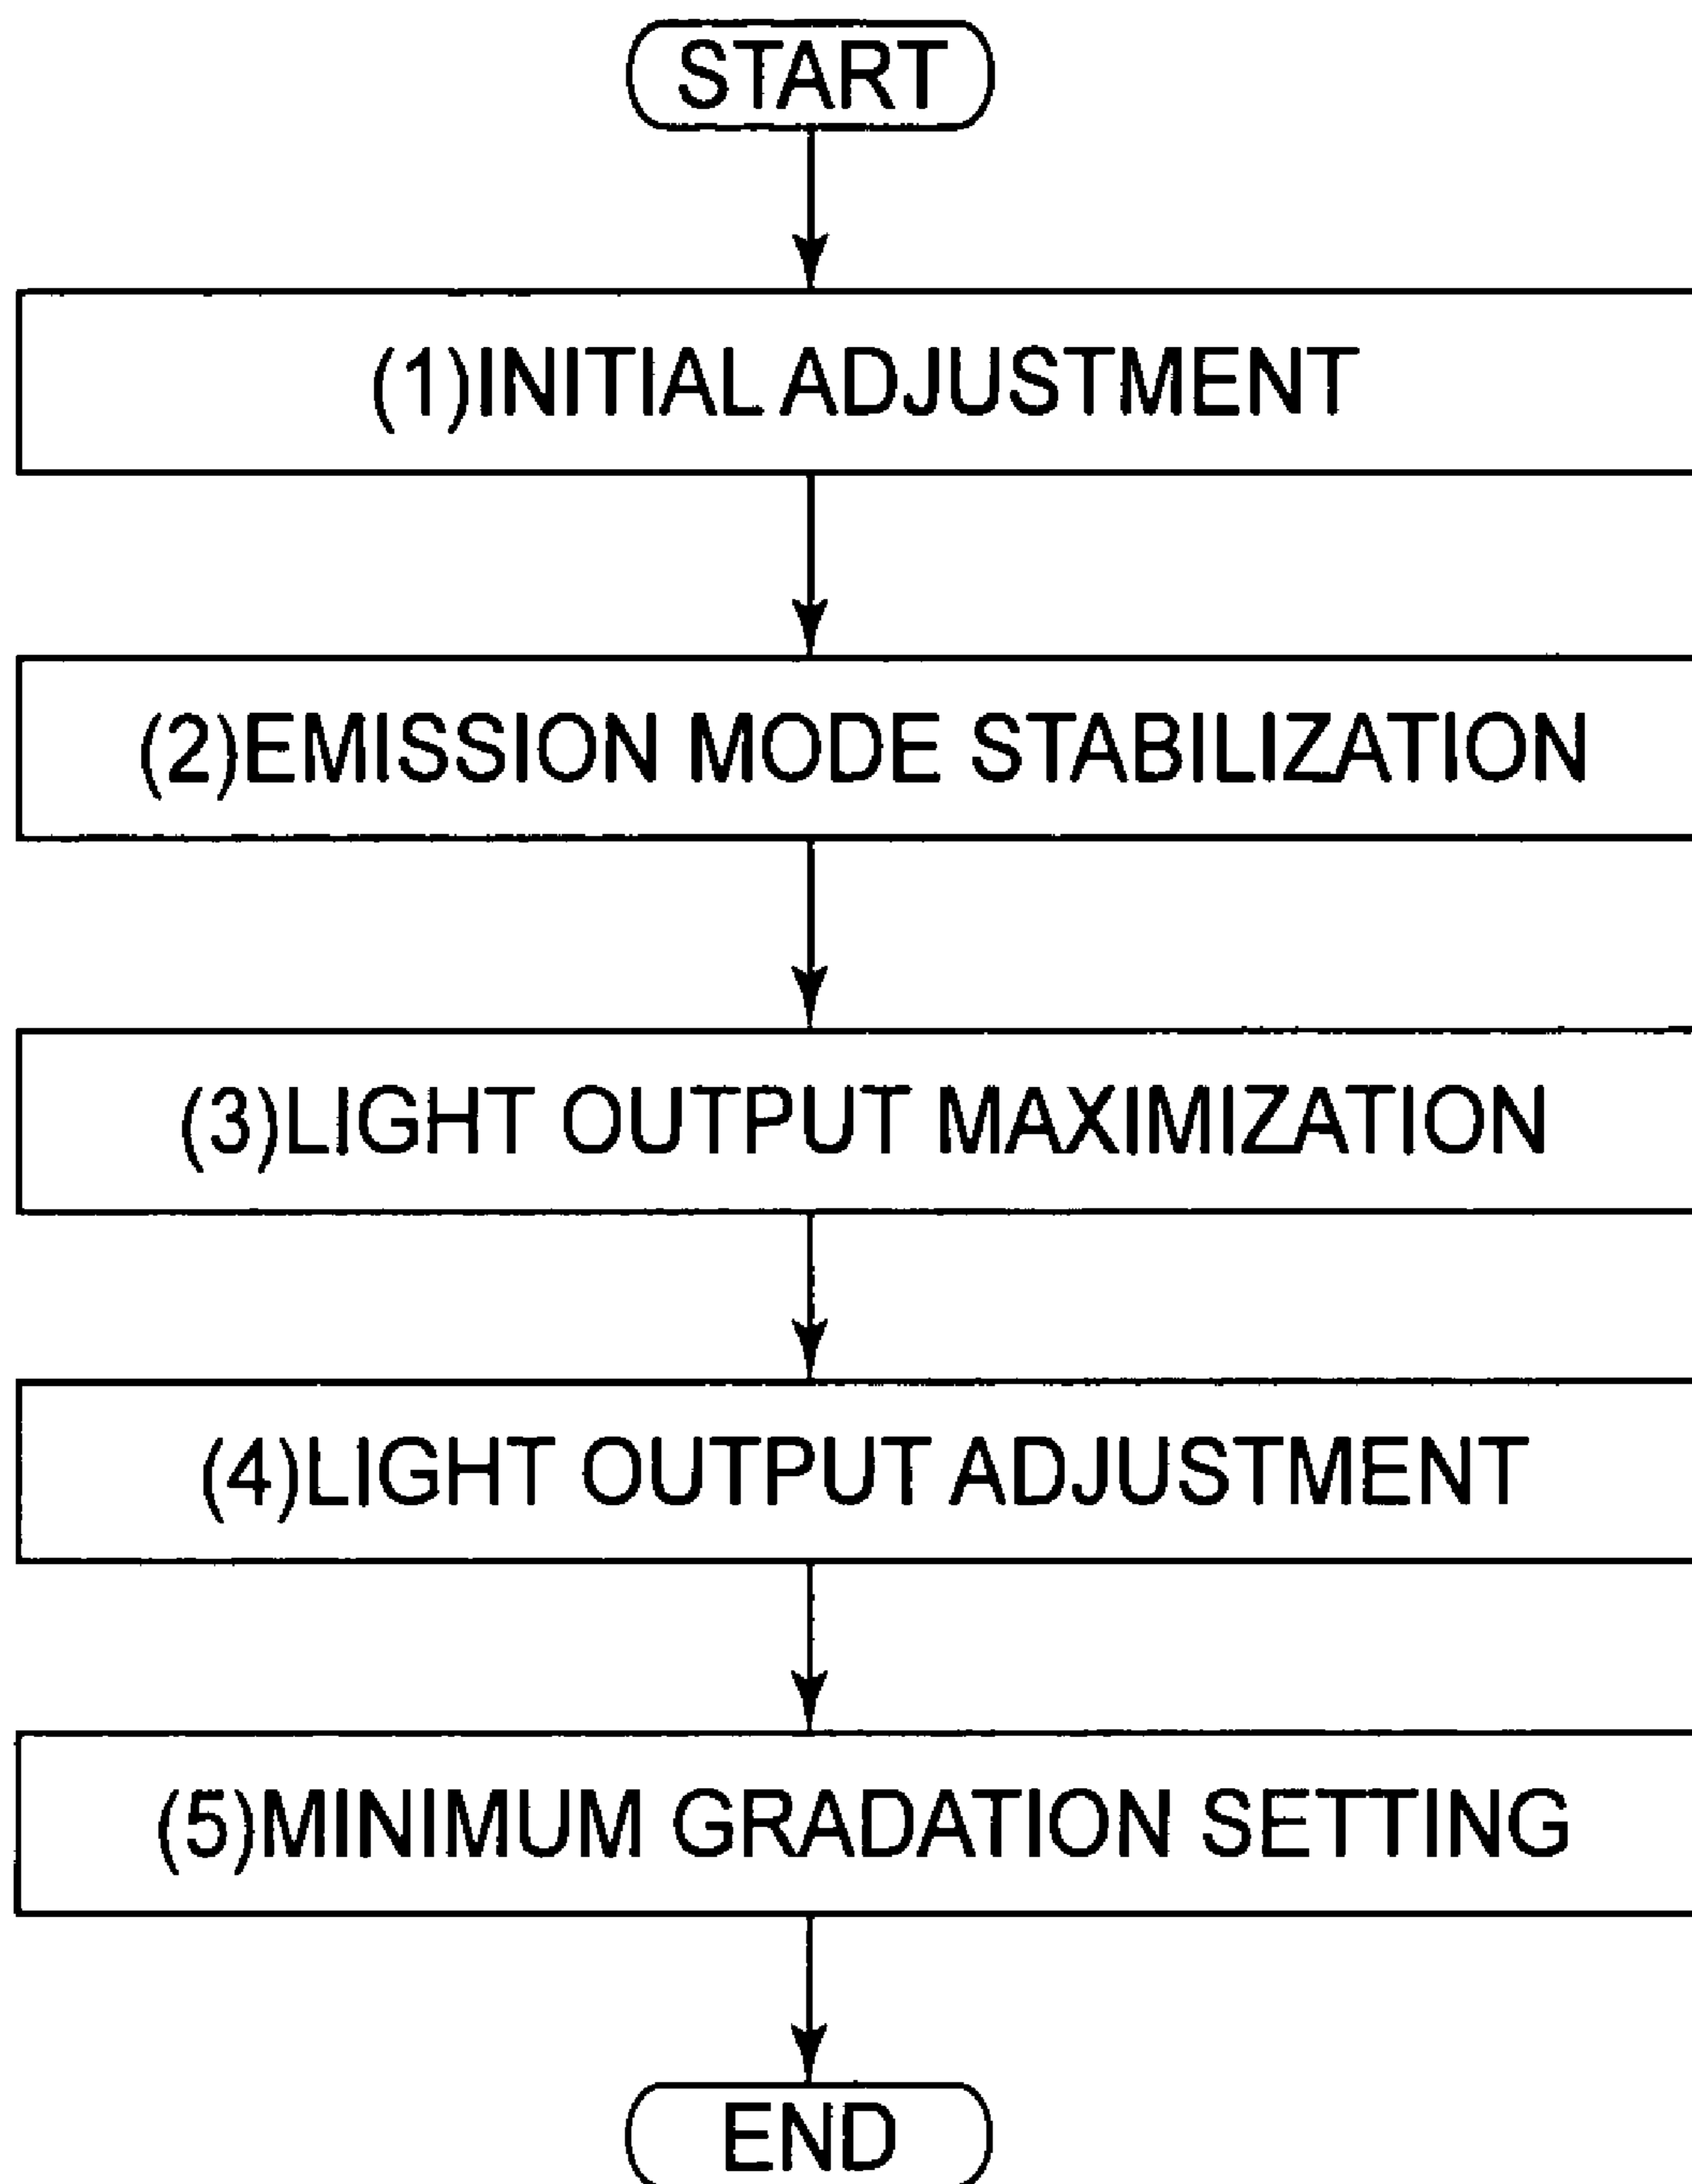 START
(1)INITIAL ADJUSTMENT
(2)EMISSION MODE STABILIZATION
(3)LIGHT OUTPUT MAXIMIZATION
(4)LIGHT OUTPUT ADJUSTMENT
(5)MINIMUM GRADATION SETTING
END